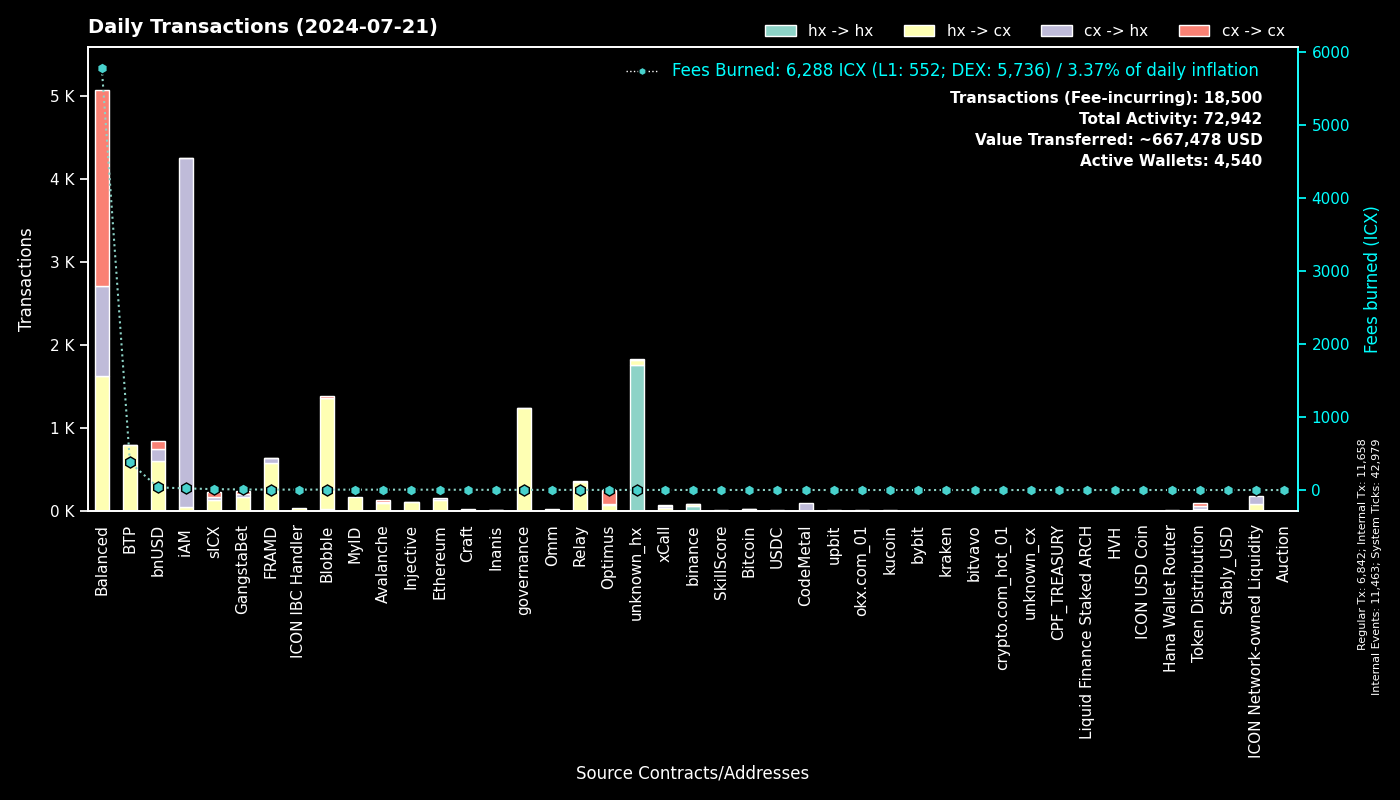 Daily Transactions (2024-07-21)
hx -> hx
hx -> cx
cx -> hx
cx -> cx
Fees Burned: 6,288 ICX (L1: 552; DEX: 5,736) / 3.37% of daily inflation
Transactions (Fee-incurring): 18,500
Total Activity: 72,942
Value Transferred: ~667,478 USD
Active Wallets: 4,540
Transactions
5 K
4 K
3 K
2 K
1 K
0 K
6000
5000
4000
3000
2000
1000
0
Fees burned (ICX)
Regular Tx: 6,842; Internal Tx: 11,658
Internal Events: 11,463; System Ticks: 42,979
Balanced
BTP
bnUSD
iAM
sICX
GangstaBet
FRAMD
ICON IBC Handler
Blobble
MyID
Avalanche
Injective
Ethereum
Craft
Inanis
governance
Omm
Relay
Optimus
unknown_hx
xCall
binance
SkillScore
Bitcoin
USDC
CodeMetal
upbit
okx.com_01
kucoin
bybit
kraken
bitvavo
crypto.com_hot_01
unknown_cx
CPF_TREASURY
Liquid Finance Staked ARCH
HVH
ICON USD Coin
Hana Wallet Router
Token Distribution
Stably_USD
ICON Network-owned Liquidity
Auction
Source Contracts/Addresses